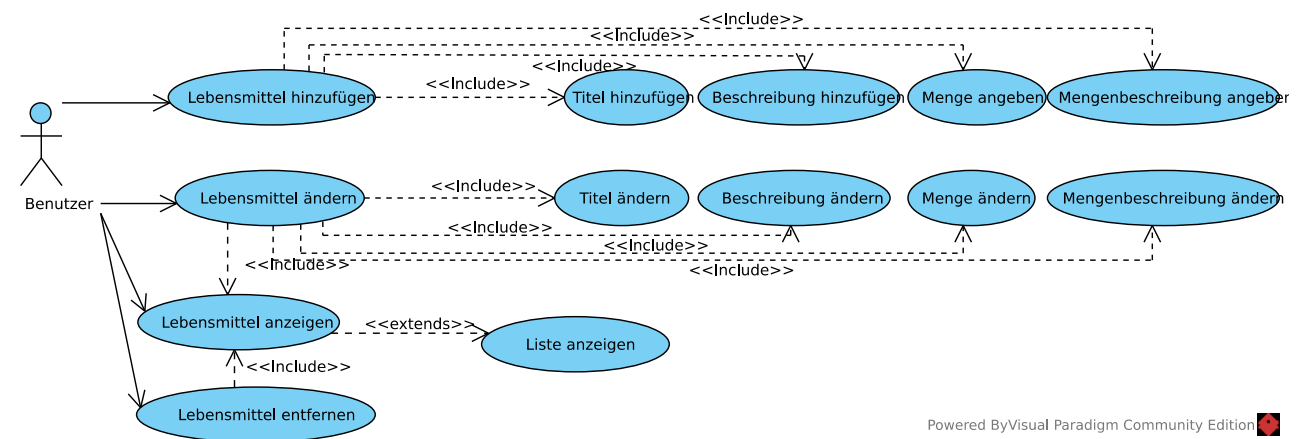 <<Include>>
<<Include>>
<<Include>>
<<Include>>
Lebensmittel hinzufügen
Titel hinzufügen
Beschreibung hinzufügen
Menge angeben
Mengenbeschreibung angeben
Benutzer
Lebensmittel ändern
<<Include>>
Titel ändern
Beschreibung ändern
Menge ändern
Mengenbeschreibung ändern
<<Include>>
<<Include>>
<<Include>>
<<Include>>
Lebensmittel anzeigen
<<extends>>
Liste anzeigen
<<Include>>
Lebensmittel entfernen
Powered ByVisual Paradigm Community Edition